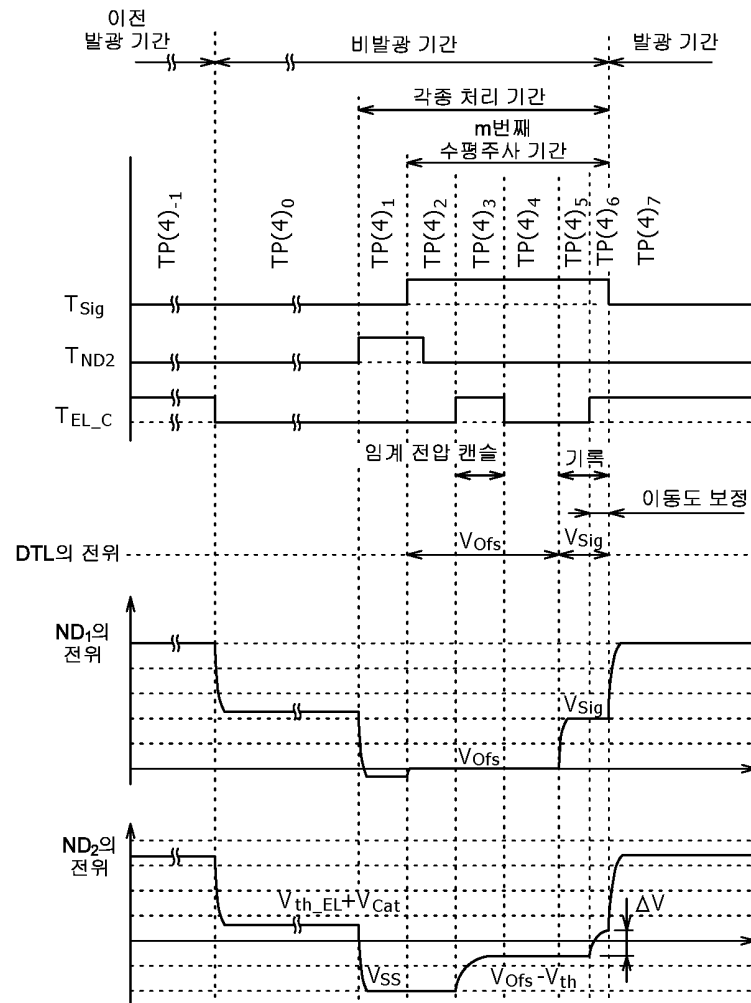 이전
발광 기간
비발광 기간
발광 기간
각종 처리 기간
m번째
수평주사 기간
TP(4)-1
TP(4)0
TP(4)1
TP(4)2
TP(4)3
TP(4)4
TP(4)5
TP(4)6
TP(4)7
TSig
TND2
TEL_C
임계 전압 캔슬
기록
이동도 보정
DTL의 전위
VOfs
VSig
ND1의
전위
VSig
VOfs
ND2의
전위
Vth_EL+VCat
ΔV
VSS
VOfs-Vth